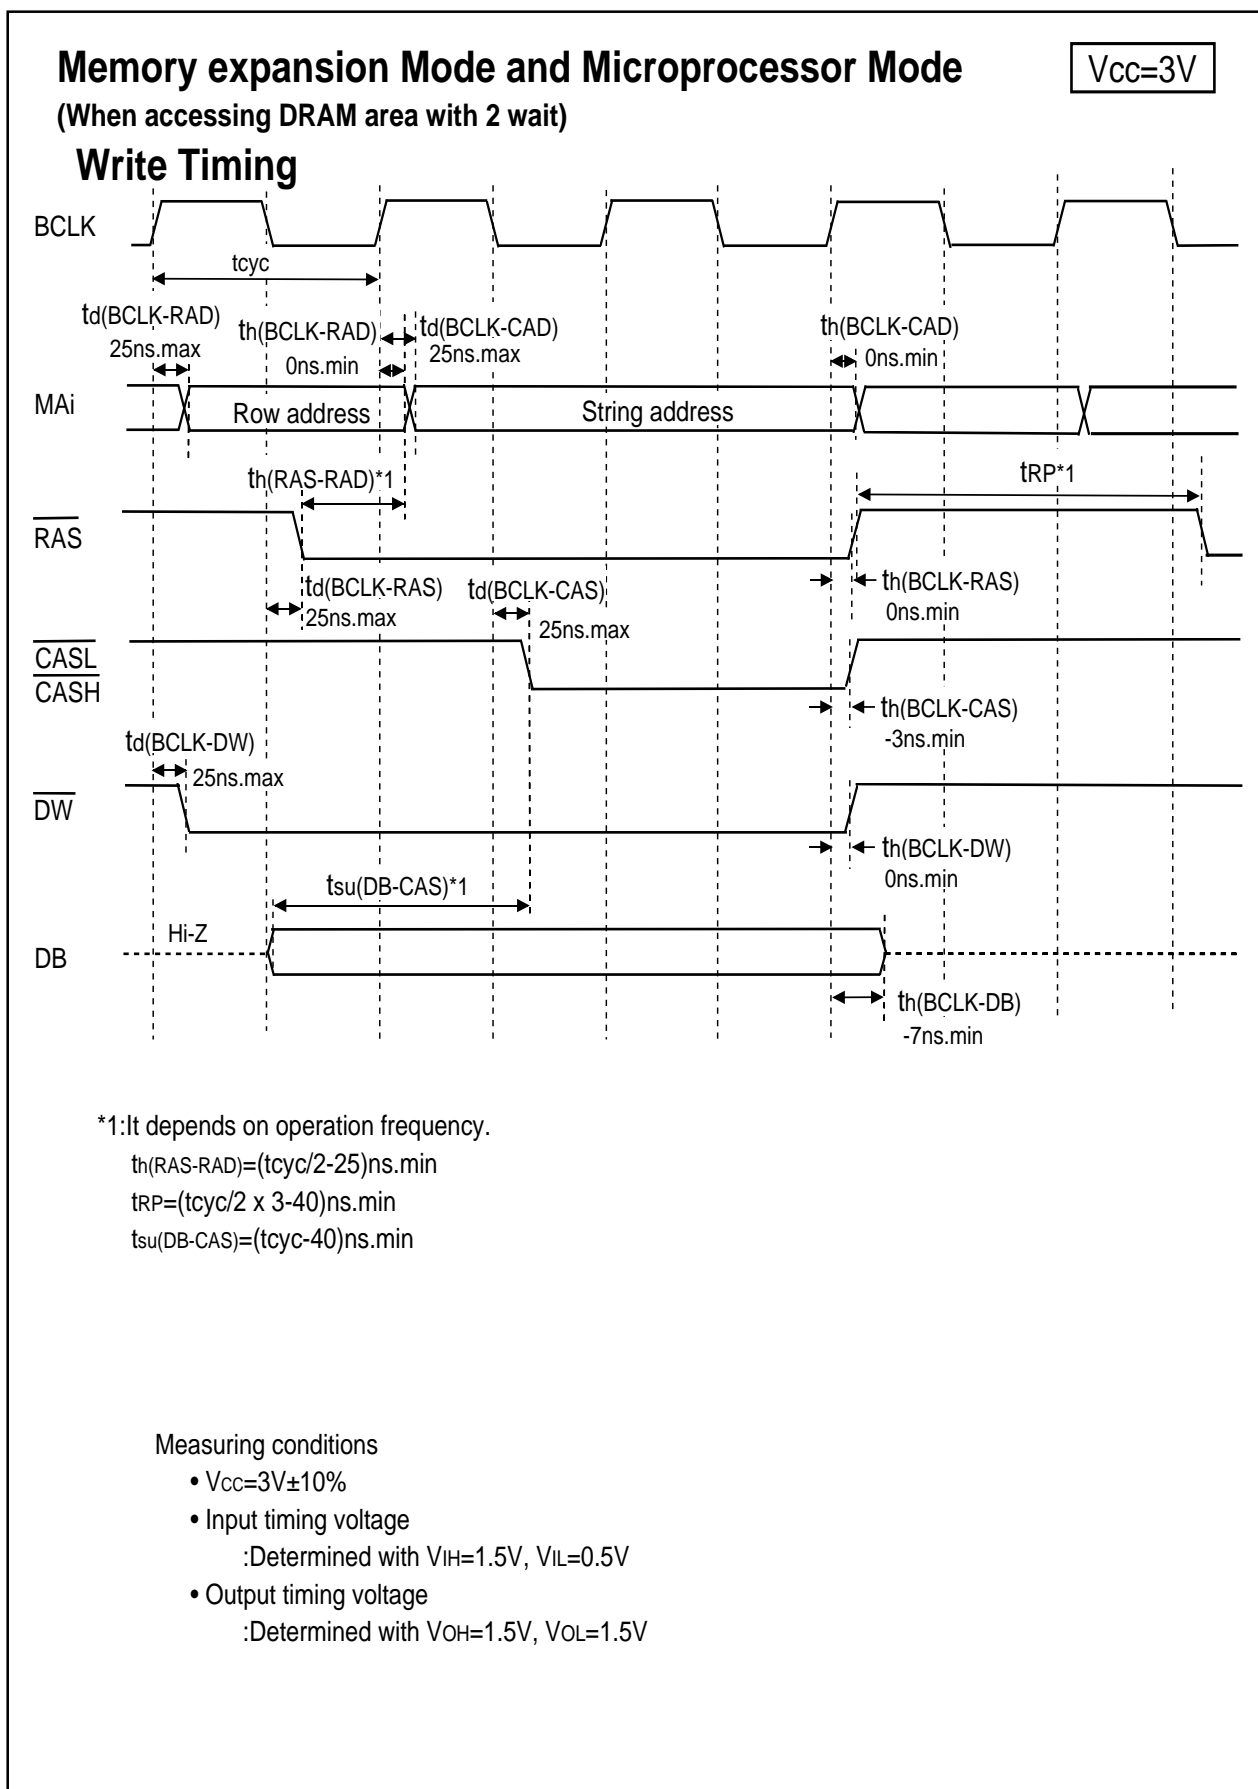 Memory expansion Mode and Microprocessor Mode
Vcc=3V
(When accessing DRAM area with 2 wait)
Write Timing
BCLK
tcyc
td(BCLK-RAD)
25ns.max
th(BCLK-RAD)
0ns.min
td(BCLK-CAD)
25ns.max
th(BCLK-CAD)
0ns.min
MAi
Row address
String address
th(RAS-RAD)*1
tRP*1
RAS
td(BCLK-RAS)
25ns.max
td(BCLK-CAS)
25ns.max
th(BCLK-RAS)
0ns.min
CASL
CASH
th(BCLK-CAS)
-3ns.min
td(BCLK-DW)
25ns.max
DW
th(BCLK-DW)
0ns.min
tsu(DB-CAS)*1
Hi-Z
DB
th(BCLK-DB)
-7ns.min
*1:It depends on operation frequency.
th(RAS-RAD)=(tcyc/2-25)ns.min
tRP=(tcyc/2 x 3-40)ns.min
tsu(DB-CAS)=(tcyc-40)ns.min
Measuring conditions
• VCC=3V±10%
• Input timing voltage
:Determined with VIH=1.5V, VIL=0.5V
• Output timing voltage
:Determined with VOH=1.5V, VOL=1.5V